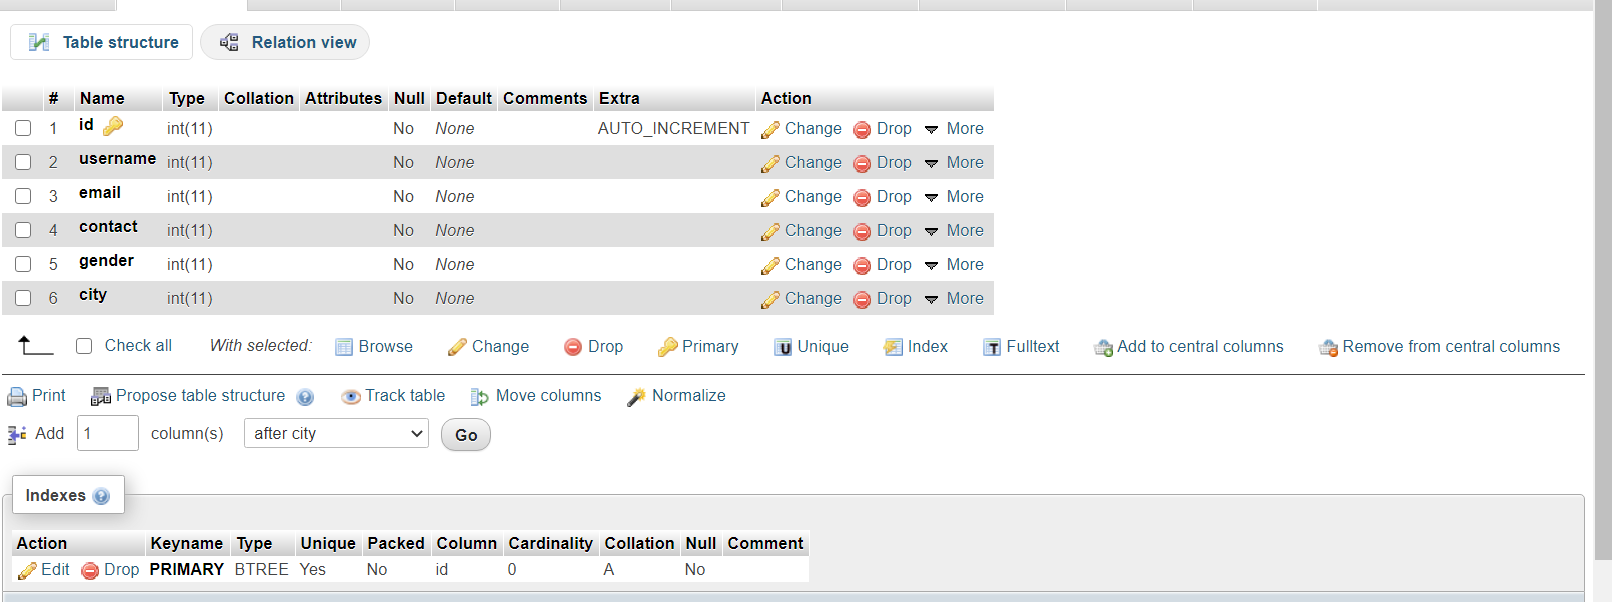 Table structure Relation view
# Name Type Collation Attributes Null Default Comments Extra Action
1 id int(11) No None AUTO_INCREMENT Change Drop More
2 username int(11) No None Change Drop More
3 email int(11) No None Change Drop More
4 contact int(11) No None Change Drop More
5 gender int(11) No None Change Drop More
6 city int(11) No None Change Drop More
Check all With selected: Browse Change Drop Primary U Unique Index T Fulltext Add to central columns Remove from central columns
Print Propose table structure ? Track table Move columns Normalize
Add 1 column(s) after city Go
Indexes ?
Action Keyname Type Unique Packed Column Cardinality Collation Null Comment
Edit Drop PRIMARY BTREE Yes No id 0 A No